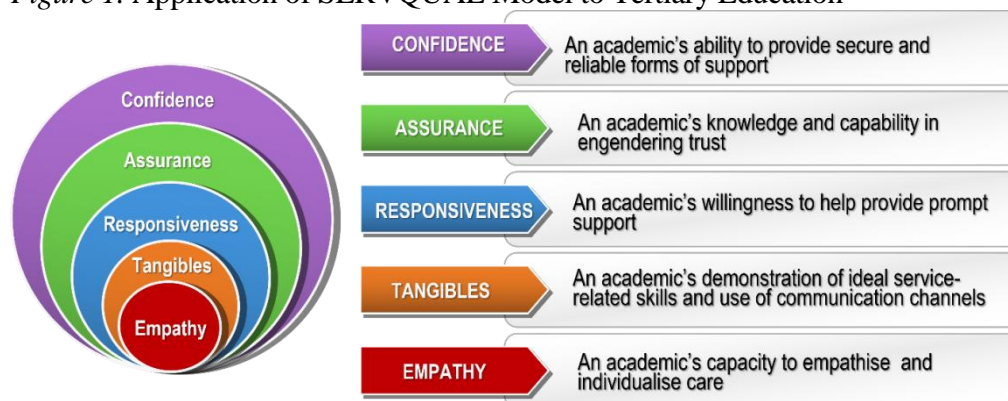 Figure 1. Application of SERVQUAL Model to Tertiary Education
Confidence
Assurance
Responsiveness
Tangibles
Empathy
CONFIDENCE
An academic's ability to provide secure and
reliable forms of support
ASSURANCE
An academic's knowledge and capability in
engendering trust
RESPONSIVENESS
An academic's willingness to help provide prompt
support
TANGIBLES
An academic's demonstration of ideal service-
related skills and use of communication channels
EMPATHY
An academic's capacity to empathise and
individualise care